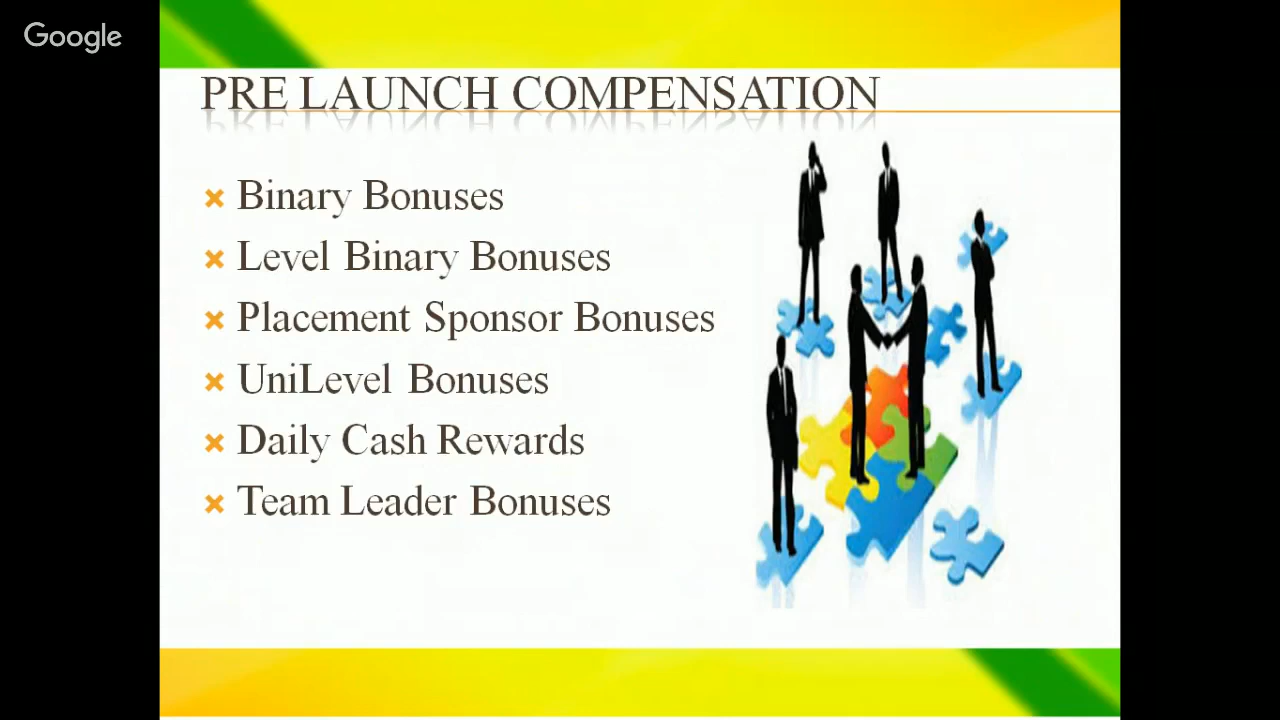 Google
PRE LAUNCH COMPENSATION
Binary Bonuses
Level Binary Bonuses
Placement Sponsor Bonuses
UniLevel Bonuses
Daily Cash Rewards
Team Leader Bonuses